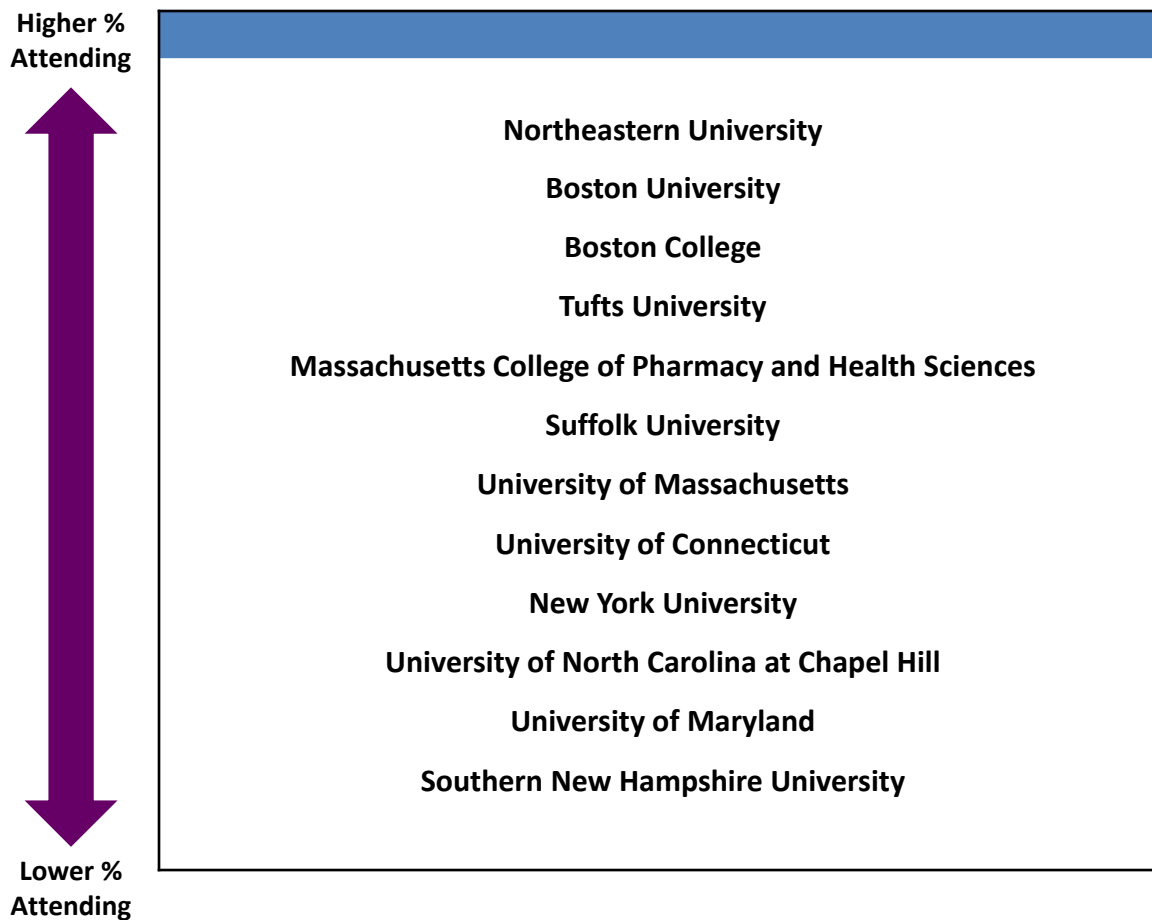 Higher %
Attending
Northeastern University
Boston University
Boston College
Tufts University
Massachusetts College of Pharmacy and Health Sciences
Suffolk University
University of Massachusetts
University of Connecticut
New York University
University of North Carolina at Chapel Hill
University of Maryland
Southern New Hampshire University
Lower %
Attending